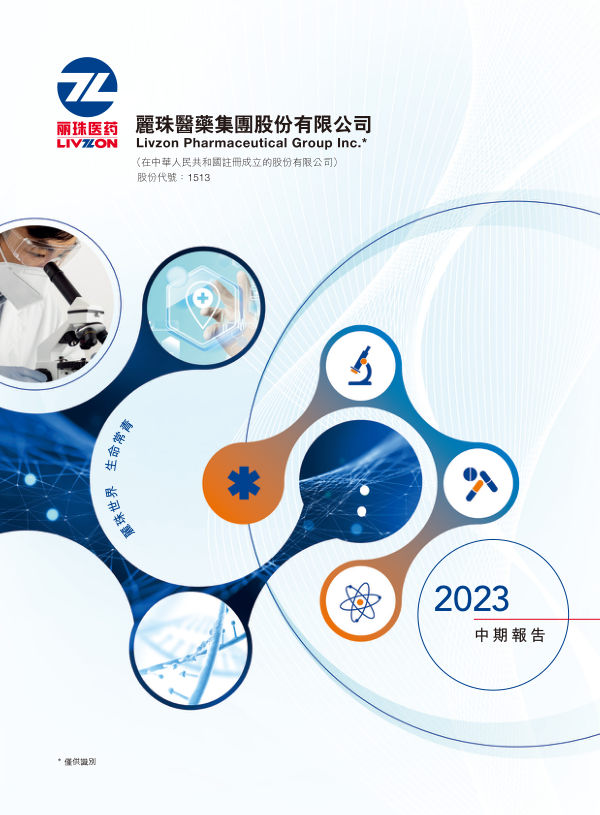 丽珠医药
LIVZON
麗珠醫藥集團股份有限公司
Livzon Pharmaceutical Group Inc.*
（在中華人民共和國註冊成立的股份有限公司）
股份代號：1513
麗珠世界 生命常青
2023
中期報告
* 僅供識別